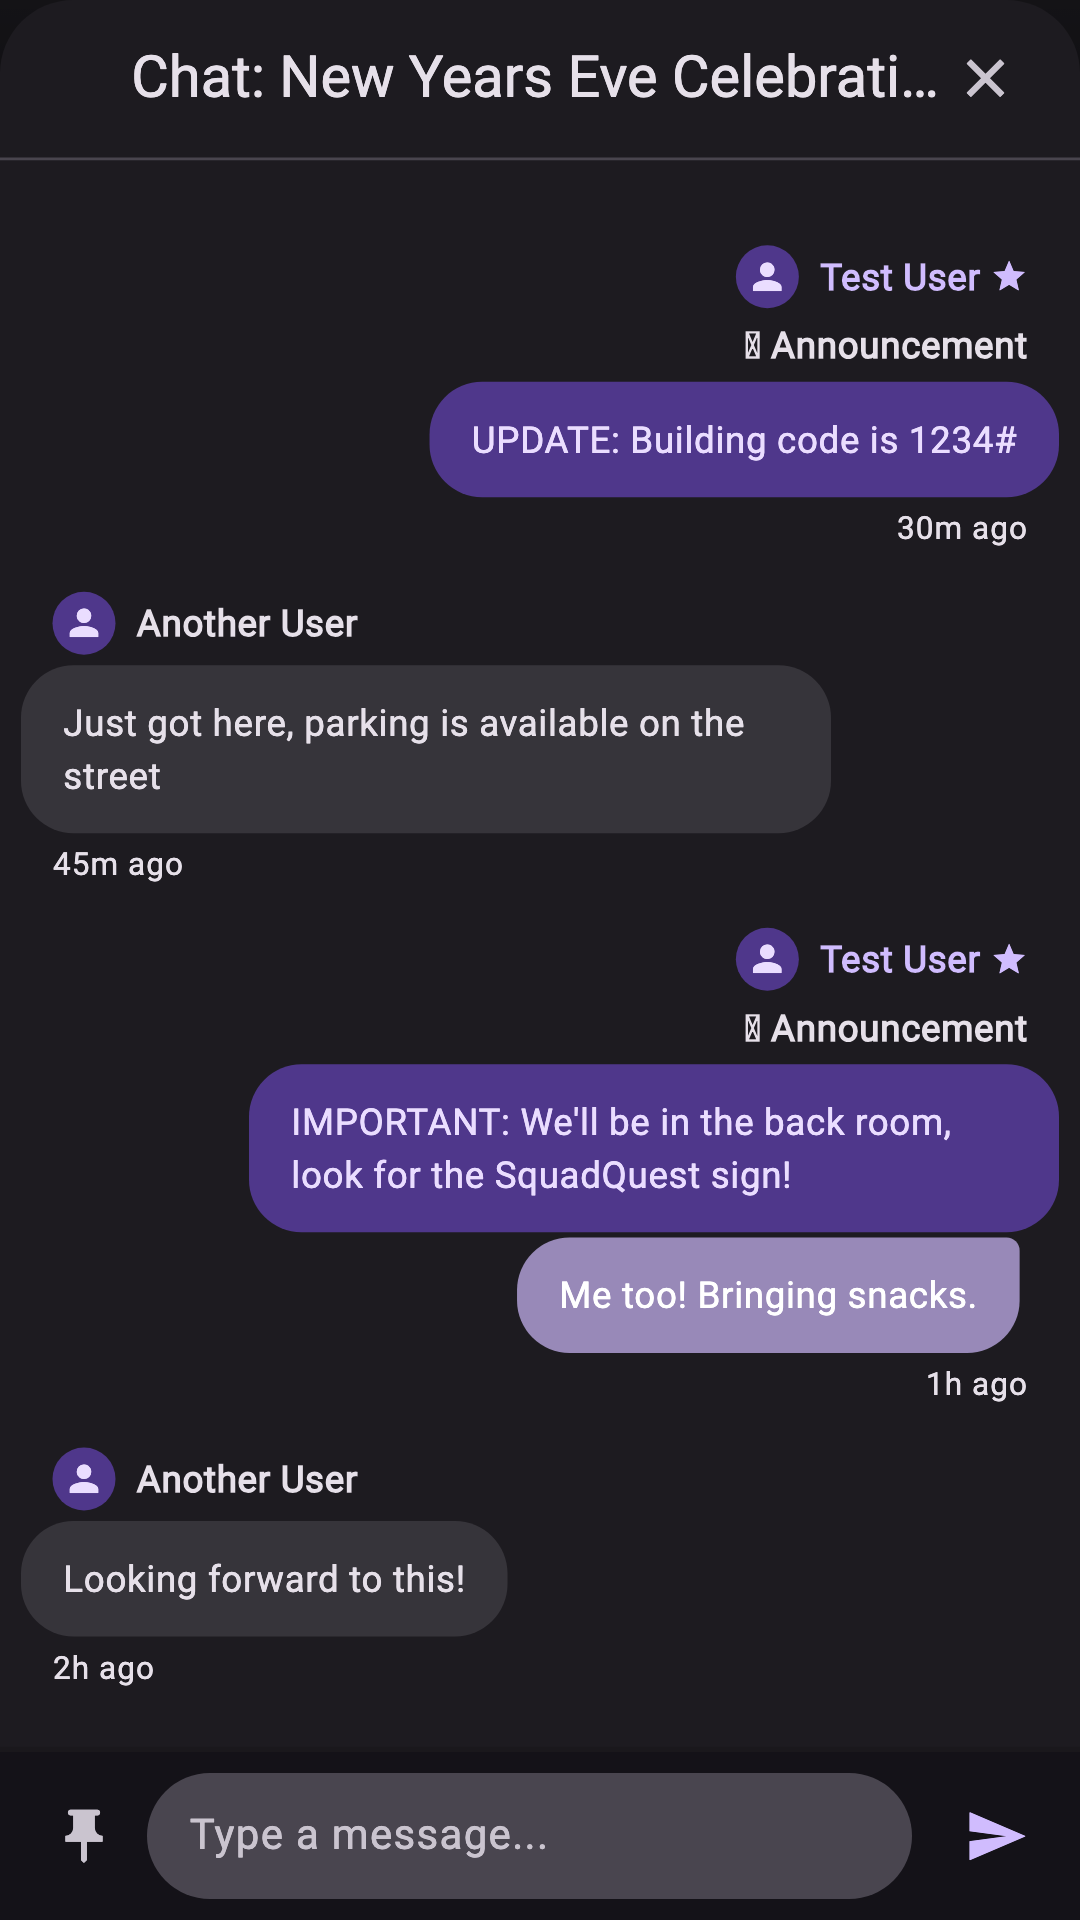 Chat: New Years Eve Celebrati...
Test User
Announcement
UPDATE: Building code is 1234#
30m ago
Another User
Just got here, parking is available on the
street
45m ago
Test User
Announcement
IMPORTANT: We'll be in the back room,
look for the SquadQuest sign!
Me too! Bringing snacks.
1h ago
Another User
Looking forward to this!
2h ago
Type a message...